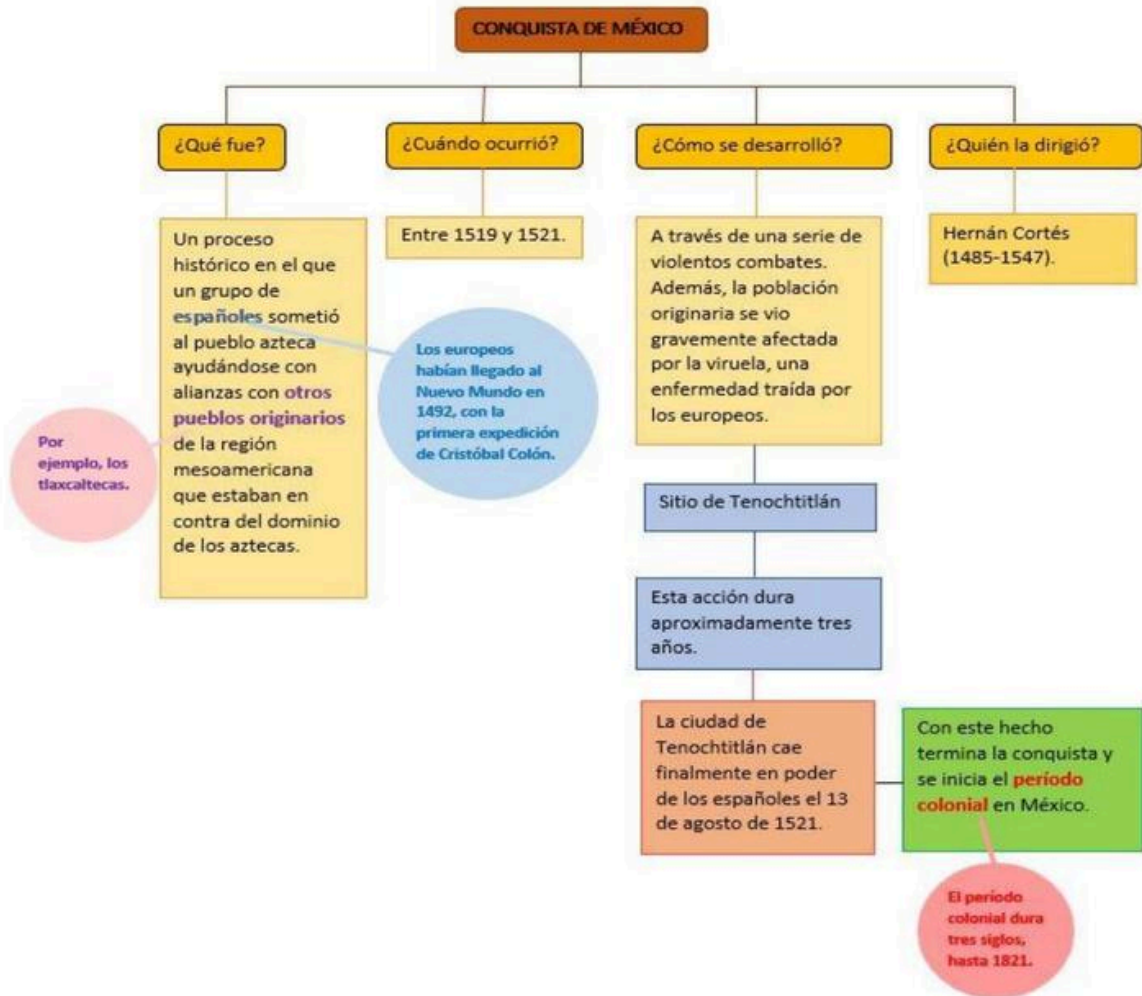 CONQUISTA DE MÉXICO
¿Qué fue?
Un proceso
histórico en el que
un grupo de
españoles sometió
al pueblo azteca
ayudándose con
alianzas con otros
pueblos originarios
de la región
mesoamericana
que estaban en
contra del dominio
de los aztecas.
Por
ejemplo, los
tlaxcaltecas.
Los europeos
habían llegado al
Nuevo Mundo en
1492, con la
primera expedición
de Cristóbal Colón.
¿Cuándo ocurrió?
Entre 1519 y 1521.
¿Cómo se desarrolló?
A través de una serie de
violentos combates.
Además, la población
originaria se vio
gravemente afectada
por la viruela, una
enfermedad traída por
los europeos.
Sitio de Tenochtitlán
Esta acción dura
aproximadamente tres
años.
La ciudad de
Tenochtitlán cae
finalmente en poder
de los españoles el 13
de agosto de 1521.
Con este hecho
termina la conquista y
se inicia el período
colonial en México.
El período
colonial dura
tres siglos,
hasta 1821.
¿Quién la dirigió?
Hernán Cortés
(1485-1547).